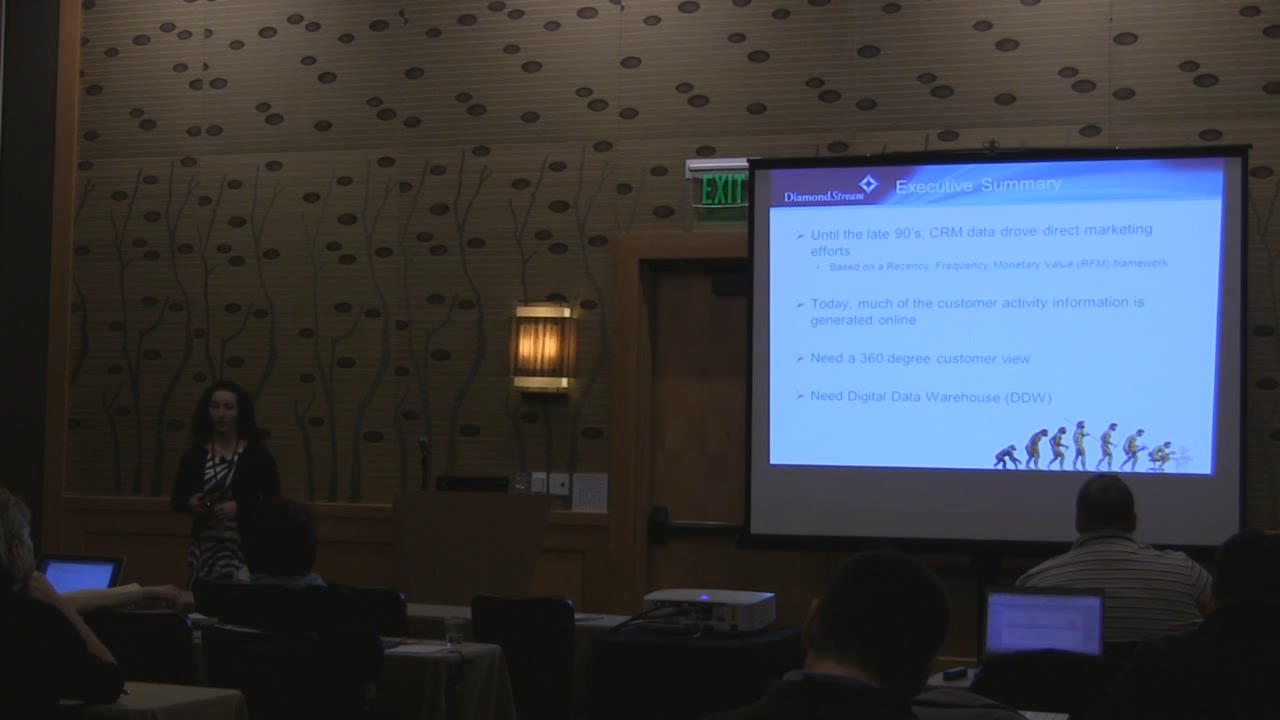 EXIT
DiamondStream
Executive Summary
Until the late 90's, CRM data drove direct marketing
efforts
Based on a Recency, Frequency, Monetary Value (RFM) framework
Today, much of the customer activity information is
generated online
Need a 360 degree customer view
Need Digital Data Warehouse (DDW)